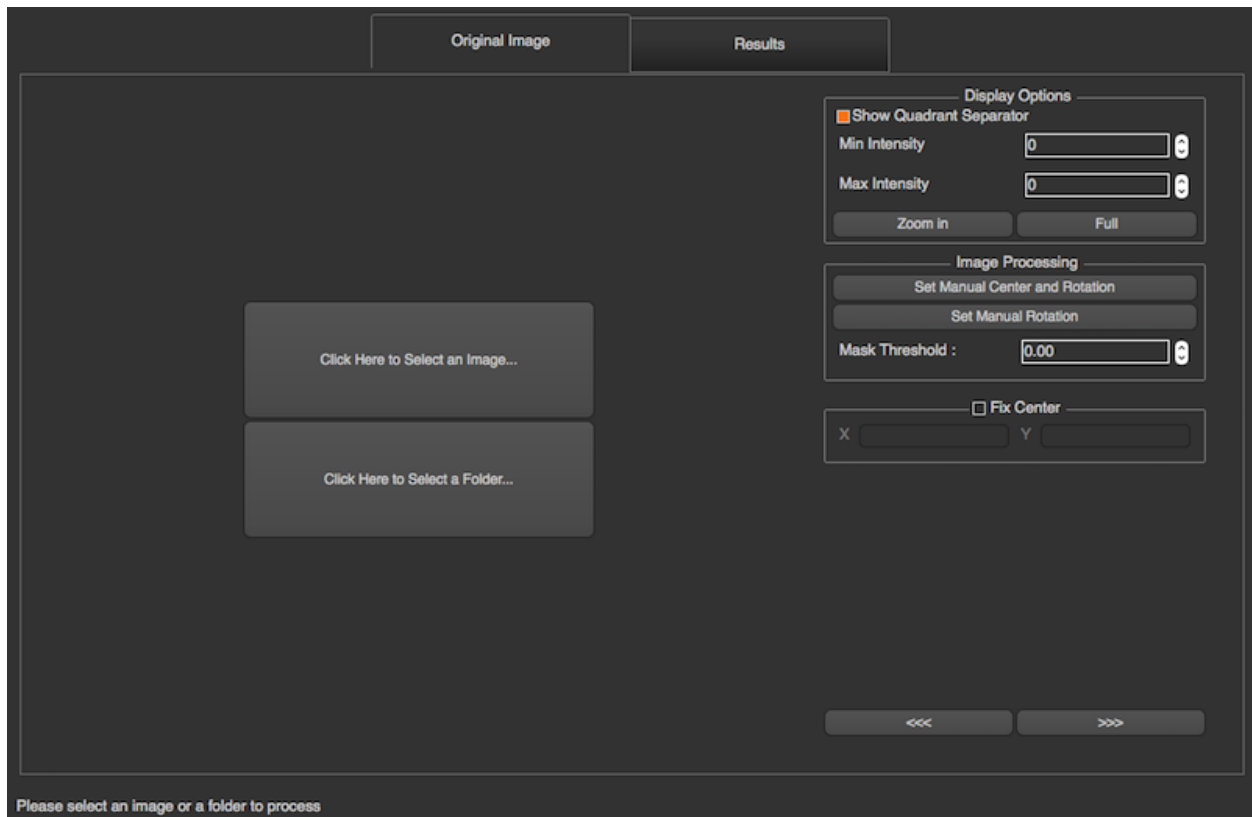 Original Image
Results
Display Options
Show Quadrant Separator
Min Intensity 0
Max Intensity 0
Zoom in Full
Image Processing
Set Manual Center and Rotation
Set Manual Rotation
Mask Threshold : 0.00
Fix Center
X Y
Click Here to Select an Image...
Click Here to Select a Folder...
<<< >>>
Please select an image or a folder to process